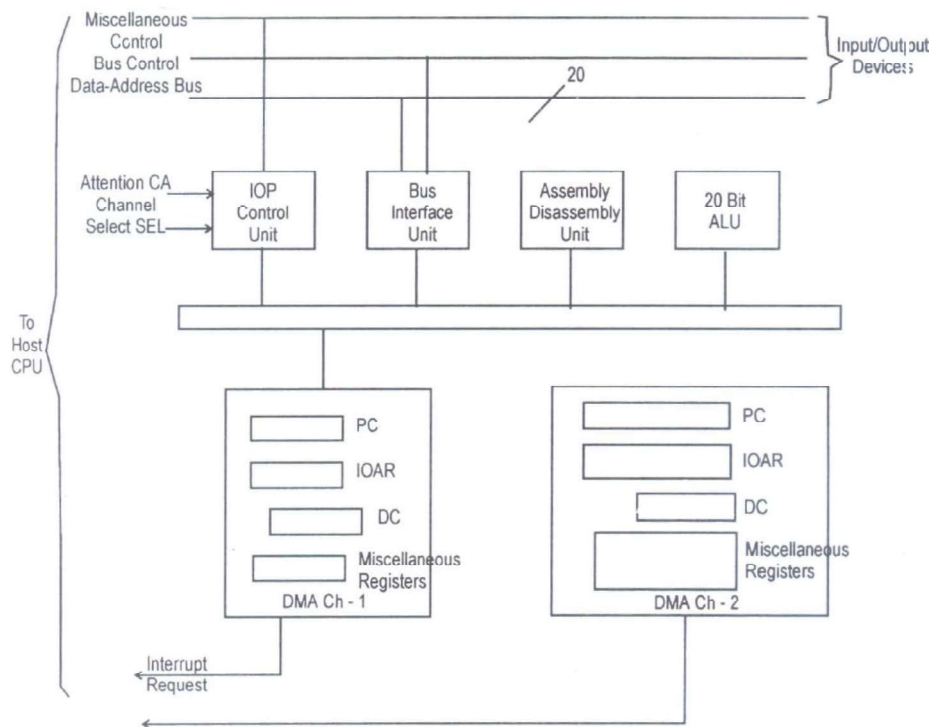 Miscellaneous
Control
Bus Control
Data-Address Bus
20
Input/Output
Devices
Attention CA
Channel
Select SEL
IOP
Control
Unit
Bus
Interface
Unit
Assembly
Disassembly
Unit
20 Bit
ALU
To
Host
CPU
PC
IOAR
DC
Miscellaneous
Registers
DMA Ch - 1
PC
IOAR
DC
Miscellaneous
Registers
DMA Ch - 2
Interrupt
Request